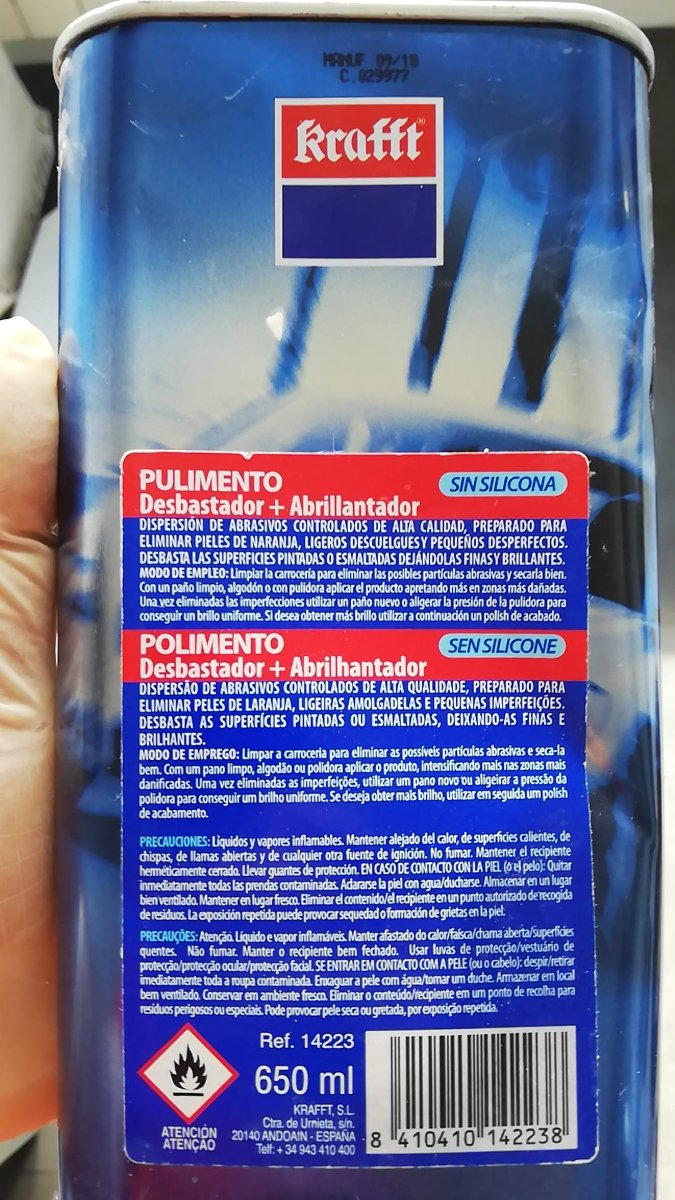 MANUF 09/18
C.029977
krafft
PULIMENTO
SIN SILICONA
Desbastador + Abrillantador
DISPERSIÓN DE ABRASIVOS CONTROLADOS DE ALTA CALIDAD, PREPARADO PARA
ELIMINAR PIELES DE NARANJA, LIGEROS DESCUELGUES Y PEQUEÑOS DESPERFECTOS.
DESBASTA LAS SUPERFICIES PINTADAS O ESMALTADAS DEJÁNDOLAS FINAS Y BRILLANTES.
MODO DE EMPLEO: Limpiar la carrocería para eliminar las posibles partículas abrasivas y secarla bien.
Con un paño limpio, algodón o con pulidora aplicar el producto apretando más en zonas más dañadas.
Una vez eliminadas las imperfecciones utilizar un paño nuevo o aligerar la presión de la pulidora para
conseguir un brillo uniforme. Si desea obtener más brillo utilizar a continuación un polish de acabado.
POLIMENTO
SEN SILICONE
Desbastador + Abrilhantador
DISPERSÃO DE ABRASIVOS CONTROLADOS DE ALTA QUALIDADE, PREPARADO PARA
ELIMINAR PELES DE LARANJA, LIGEIRAS AMOLGADELAS E PEQUENAS IMPERFEIÇÕES.
DESBASTA AS SUPERFÍCIES PINTADAS OU ESMALTADAS, DEIXANDO-AS FINAS E
BRILHANTES.
MODO DE EMPREGO: Limpar a carroceria para eliminar as possíveis partículas abrasivas e seca-la
bem. Com um pano limpo, algodão ou polidora aplicar o produto, intensificando mais nas zonas mais
danificadas. Uma vez eliminadas as imperfeições, utilizar um pano novo ou aligeirar a pressão da
polidora para conseguir um brilho uniforme. Se deseja obter mais brilho, utilizar em seguida um polish
de acabamento.
PRECAUCIONES: Líquidos y vapores inflamables. Mantener alejado del calor, de superficies calientes, de
chispas, de llamas abiertas y de cualquier otra fuente de ignición. No fumar. Mantener el recipiente
herméticamente cerrado. Llevar guantes de protección. EN CASO DE CONTACTO CON LA PIEL (o el pelo): Quitar
inmediatamente todas las prendas contaminadas. Aclararse la piel con agua/ducharse. Almacenar en un lugar
bien ventilado. Mantener en lugar fresco. Eliminar el contenido/el recipiente en un punto autorizado de recogida
de residuos. La exposición repetida puede provocar sequedad o formación de grietas en la piel.
PRECAUÇÕES: Atenção. Líquido e vapor inflamáveis. Manter afastado do calor/faísca/chama aberta/superfícies
quentes. Não fumar. Manter o recipiente bem fechado. Usar luvas de protecção/vestuário de
protecção/protecção ocular/protecção facial. SE ENTRAR EM CONTACTO COM A PELE (ou o cabelo): despir/retirar
imediatamente toda a roupa contaminada. Enxaguar a pele com água/tomar um duche. Armazenar em local
bem ventilado. Conservar em ambiente fresco. Eliminar o conteúdo/recipiente em um ponto de recolha para
resíduos perigosos ou especiais. Pode provocar pele seca ou gretada, por exposição repetida.
Ref. 14223
650 ml
KRAFFT, S.L.
Ctra. de Urnieta, s/n.
20140 ANDOAIN - ESPAÑA
Telf: + 34 943 410 400
ATENCIÓN
ATENÇÃO
8 410410 142238